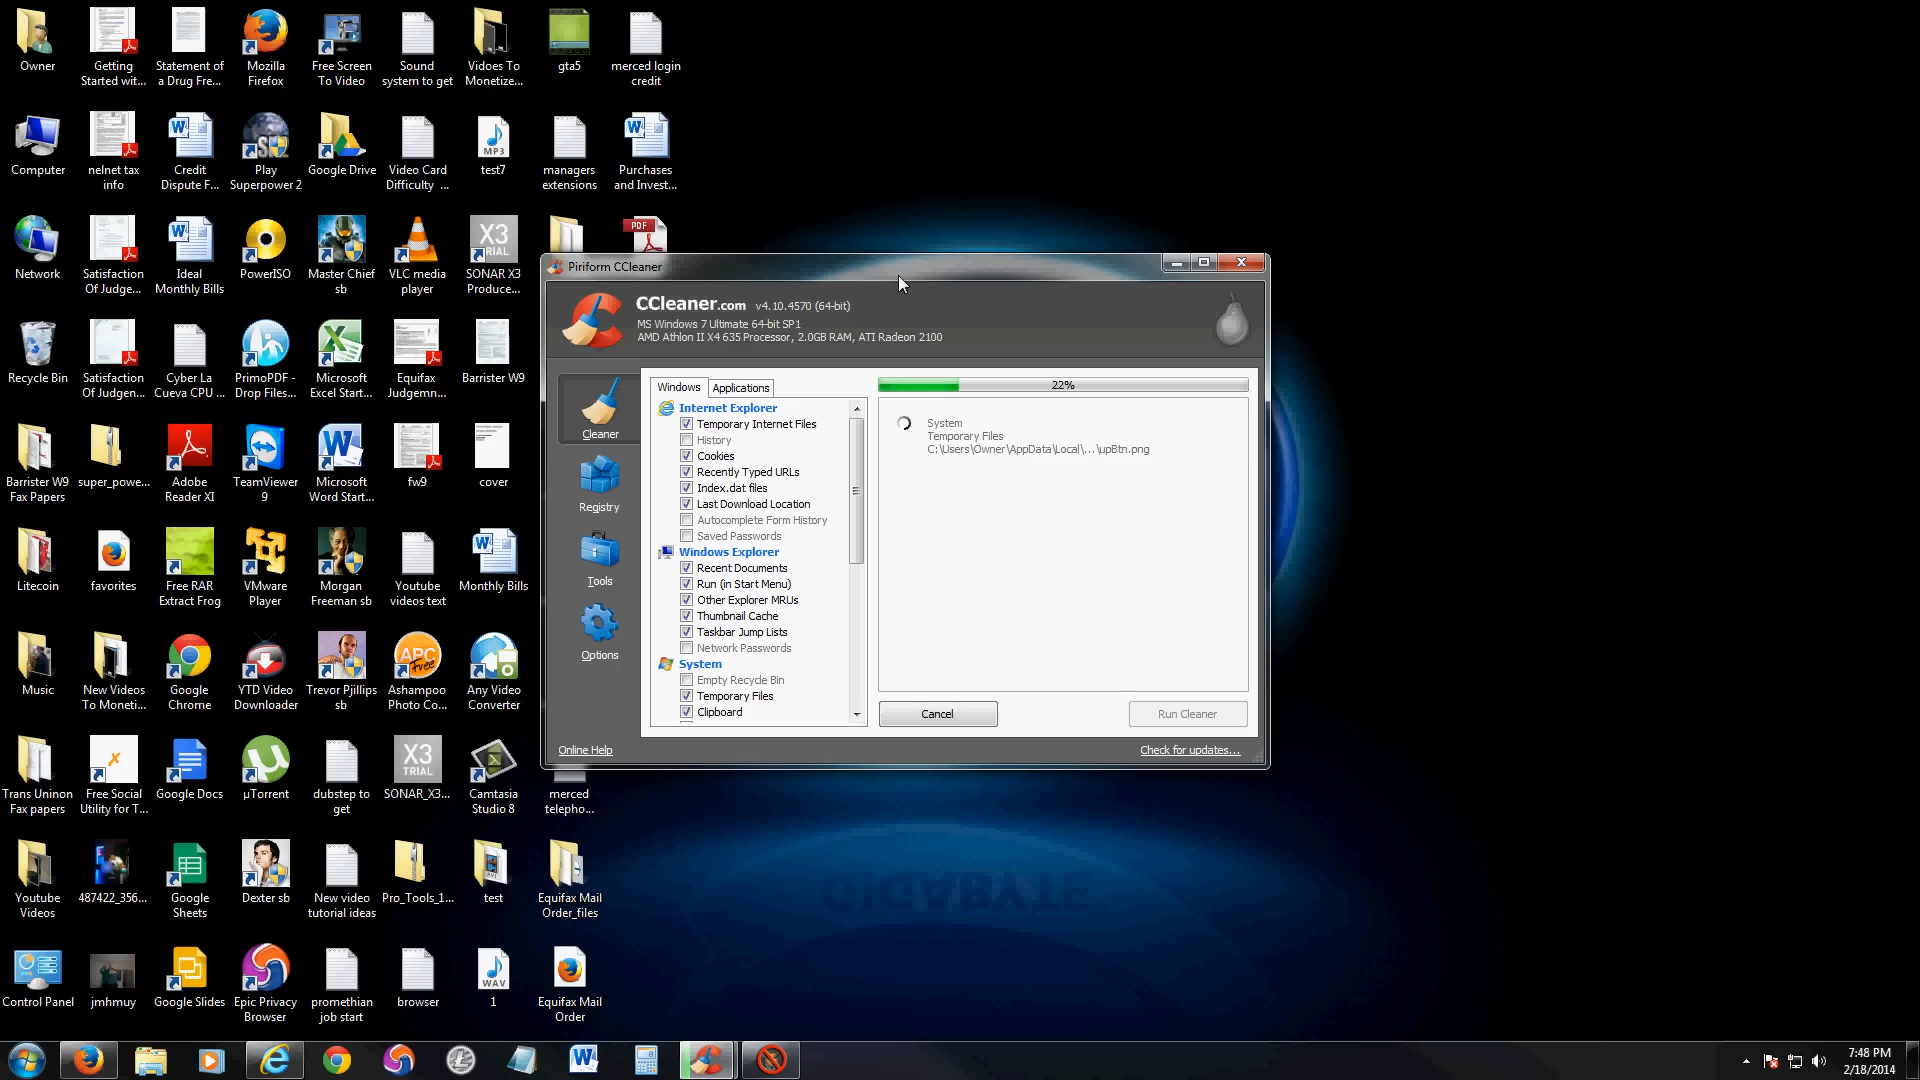 Owner
Getting
Started wit...
Statement of
a Drug Fre...
Mozilla
Firefox
Free Screen
To Video
Sound
system to get
Vidoes To
Monetize...
gta5
merced login
credit
Computer
nelnet tax
info
Credit
Dispute F...
Play
Superpower 2
Google Drive
Video Card
Difficulty ...
MP3
test7
managers
extensions
Purchases
and Invest...
Network
Satisfaction
Of Judge...
Ideal
Monthly Bills
PowerISO
Master Chief
sb
VLC media
player
X3
RIAL
SONAR X3
Produce...
PDF
Recycle Bin
Satisfaction
Of Judgen...
Cyber La
Cueva CPU ...
PrimoPDF -
Drop Files...
Microsoft
Excel Start...
Equifax
Judgemn...
Barrister W9
Barrister W9
Fax Papers
super_powe...
Adobe
Reader XI
TeamViewer
9
Microsoft
Word Start...
fw9
cover
Litecoin
favorites
Free RAR
Extract Frog
VMware
Player
Morgan
Freeman sb
Youtube
videos text
Monthly Bills
Music
New Videos
To Moneti...
Google
Chrome
YTD Video
Downloader
Trevor Pjillips
sb
APC
Free
Ashampoo
Photo Co...
Any Video
Converter
Trans Uninon
Fax papers
Free Social
Utility for T...
Google Docs
µTorrent
dubstep to
get
X3
TRIAL
SONAR_X3...
Camtasia
Studio 8
merced
telepho...
Youtube
Videos
487422_356...
Google
Sheets
Dexter sb
New video
tutorial ideas
Pro_Tools_1...
test
Equifax Mail
Order_files
Control Panel
jmhmuy
Google Slides
Epic Privacy
Browser
promethian
job start
browser
WAV
1
Equifax Mail
Order
Piriform CCleaner
CCleaner.com v4.10.4570 (64-bit)
MS Windows 7 Ultimate 64-bit SP1
AMD Athlon II X4 635 Processor, 2.0GB RAM, ATI Radeon 2100
Cleaner
Registry
Tools
Options
Windows
Applications
Internet Explorer
Temporary Internet Files
History
Cookies
Recently Typed URLs
Index.dat files
Last Download Location
Autocomplete Form History
Saved Passwords
Windows Explorer
Recent Documents
Run (in Start Menu)
Other Explorer MRUs
Thumbnail Cache
Taskbar Jump Lists
Network Passwords
System
Empty Recycle Bin
Temporary Files
Clipboard
22%
System
Temporary Files
C:\Users\Owner\AppData\Local\...\upBtn.png
Cancel
Run Cleaner
Online Help
Check for updates...
GIGABYTE
7:48 PM
2/18/2014